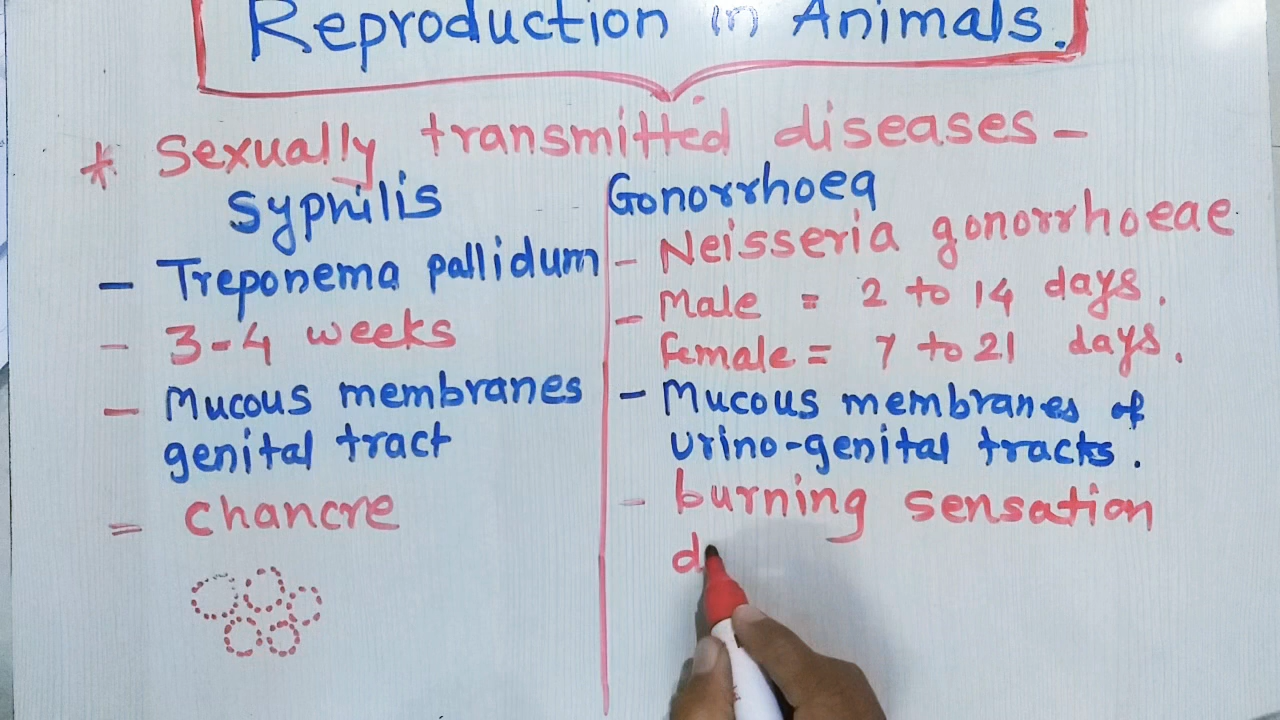 Reproduction in Animals.
* Sexually transmitted diseases -
Syphilis
- Treponema pallidum
- 3-4 weeks
- Mucous membranes
genital tract
= chancre
Gonorrhoea
- Neisseria gonorrhoeae
- Male = 2 to 14 days.
female = 7 to 21 days.
- Mucous membranes of
urino-genital tracts.
- burning sensation
d